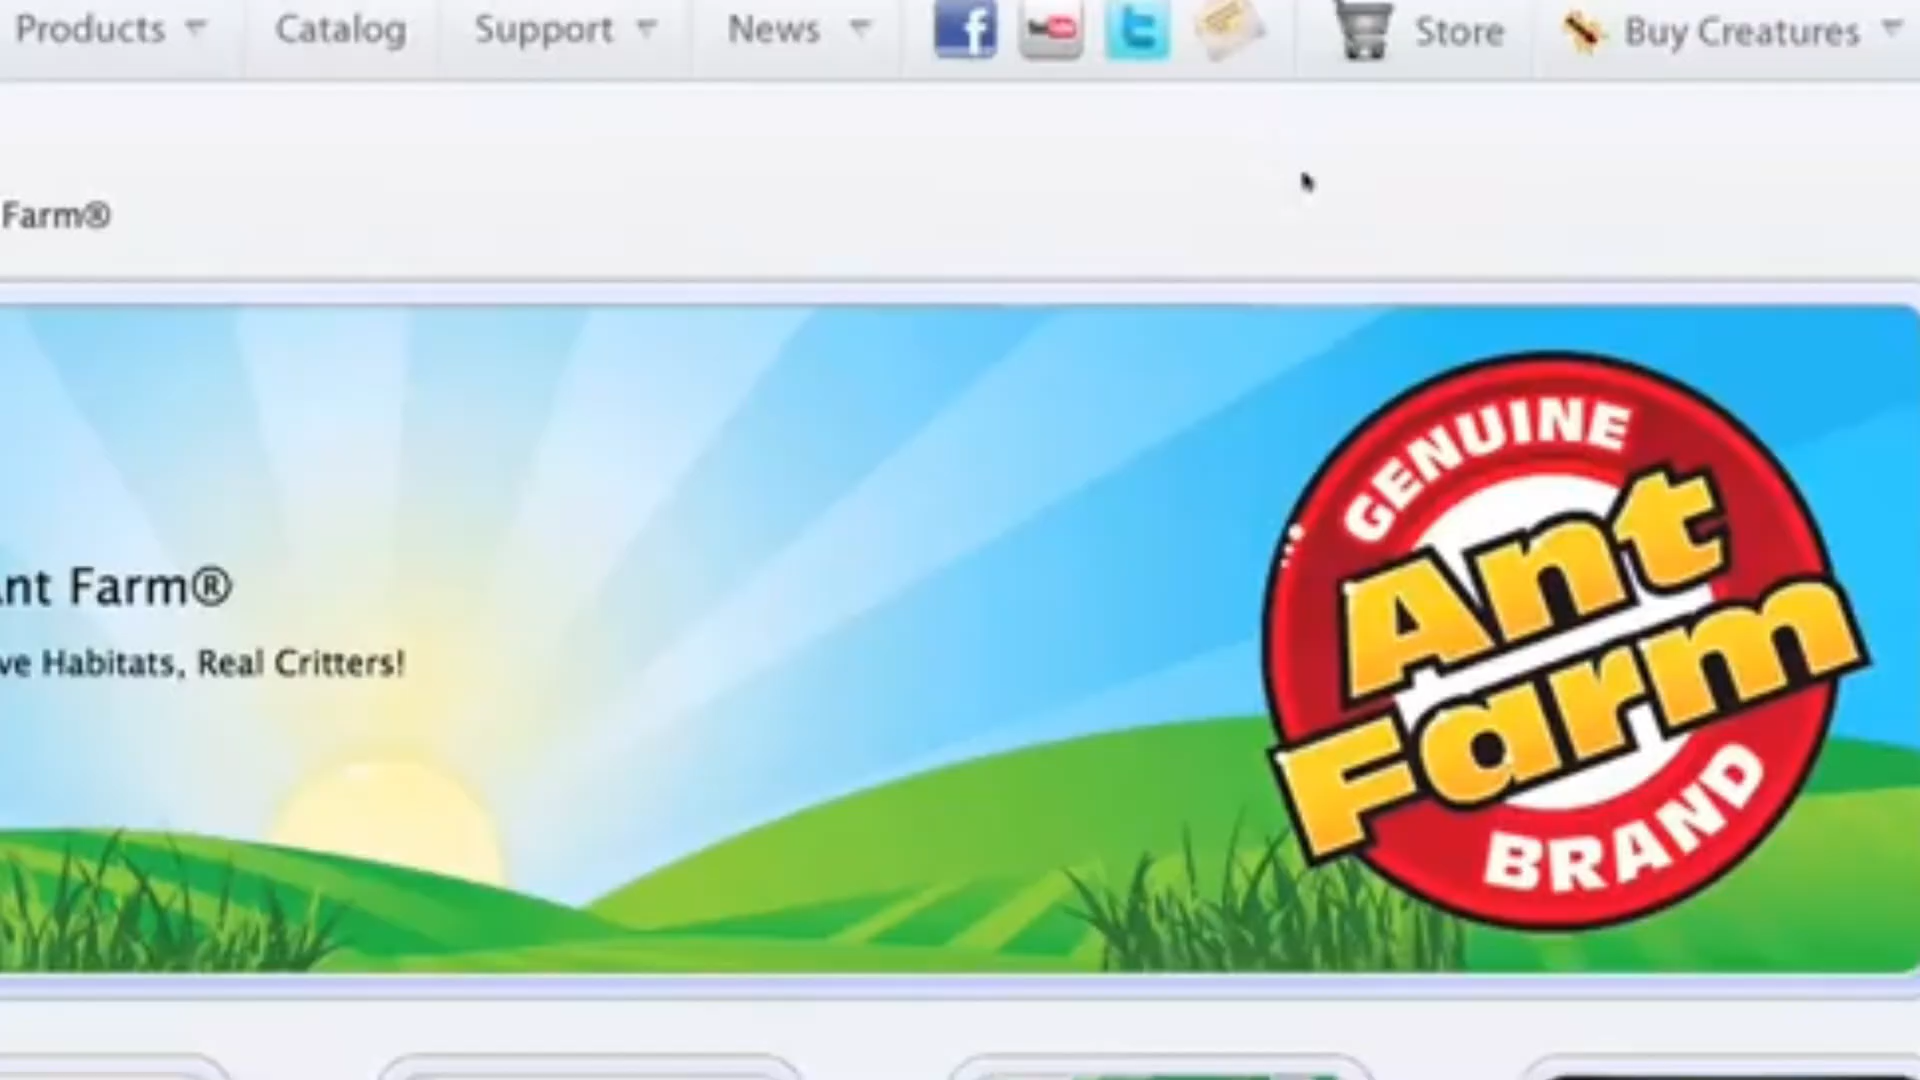 Products
Catalog
Support
News
Store
Buy Creatures
Farm®
nt Farm®
ve Habitats, Real Critters!
GENUINE
Ant
Farm
BRAND